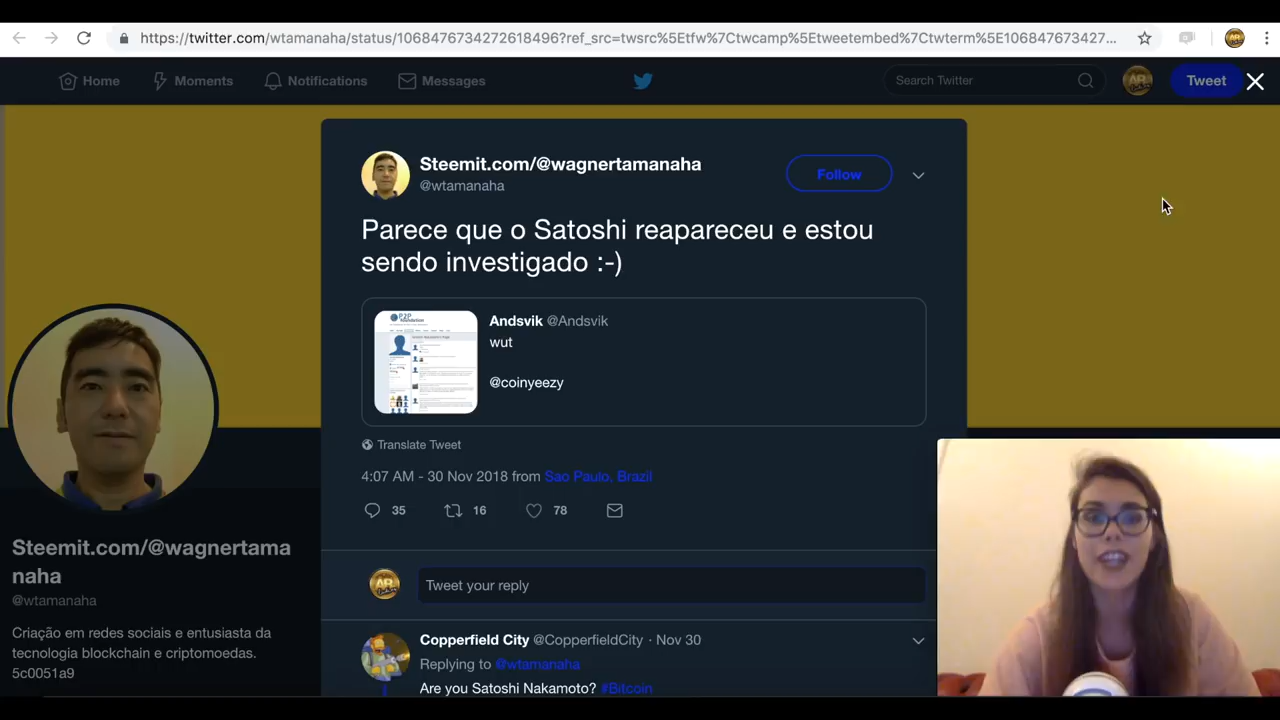 https://twitter.com/wtamanaha/status/1068476734272618496?ref_src=twsrc%5Etfw%7Ctwcamp%5Etweetembed%7Ctwterm%5E106847673427...
Home Moments Notifications Messages Search Twitter Tweet
Steemit.com/@wagnertamanaha
@wtamanaha
Follow
Parece que o Satoshi reapareceu e estou
sendo investigado :-)
P2P
Andsvik @Andsvik
wut
@coinyeezy
Translate Tweet
4:07 AM - 30 Nov 2018 from Sao Paulo, Brazil
35 16 78
Tweet your reply
Copperfield City @CopperfieldCity · Nov 30
Replying to @wtamanaha
Are you Satoshi Nakamoto? #Bitcoin
Steemit.com/@wagnertama
naha
@wtamanaha
Criação em redes sociais e entusiasta da
tecnologia blockchain e criptomoedas.
5c0051a9